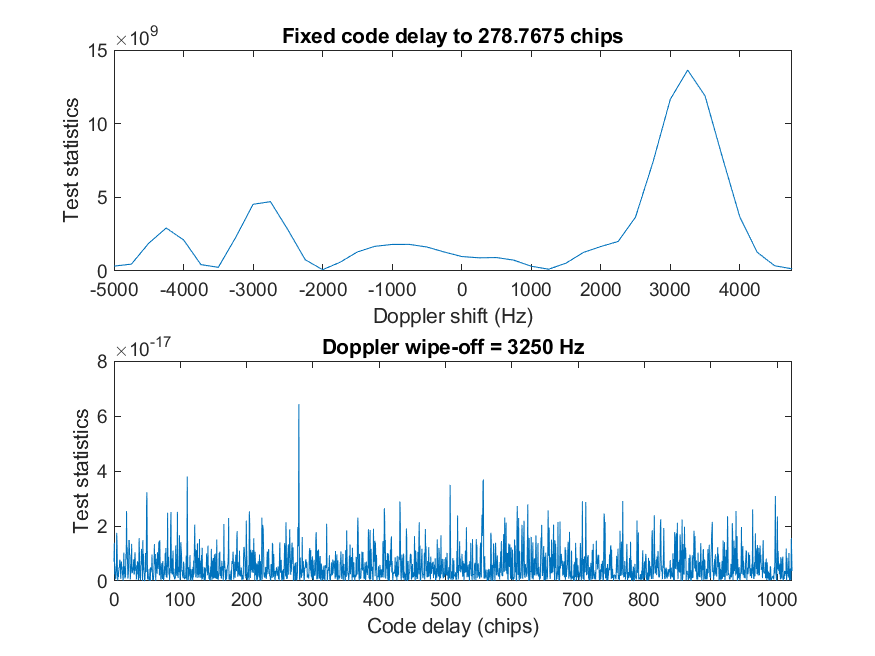 ×10^9
Fixed code delay to 278.7675 chips
15
10
5
0
Test statistics
-5000 -4000 -3000 -2000 -1000 0 1000 2000 3000 4000
Doppler shift (Hz)
×10^-17
Doppler wipe-off = 3250 Hz
8
6
4
2
0
Test statistics
0 100 200 300 400 500 600 700 800 900 1000
Code delay (chips)